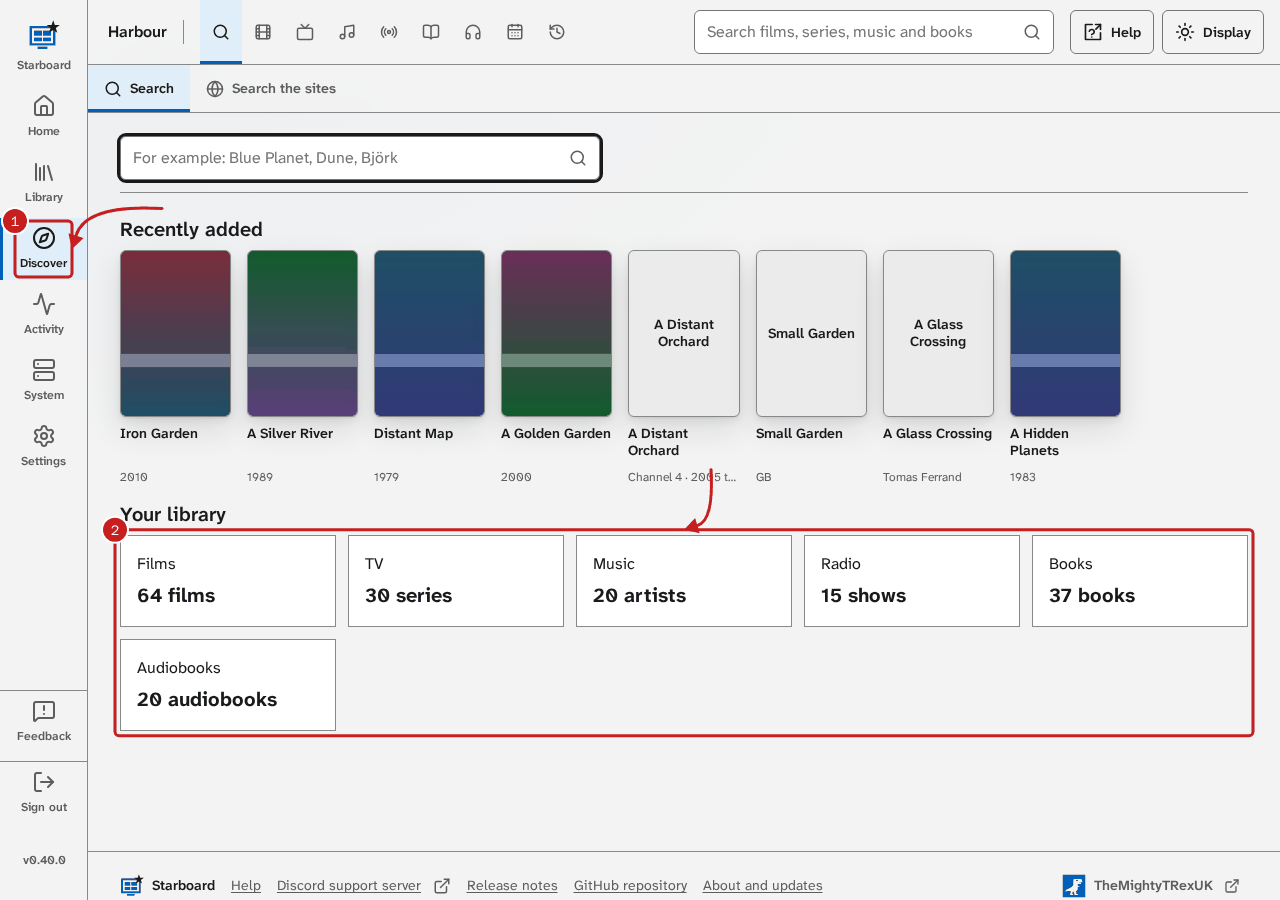 Starboard
Home
Library
1
Discover
Activity
System
Settings
Feedback
Sign out
v0.40.0
Harbour
Search films, series, music and books
Help
Display
Search
Search the sites
For example: Blue Planet, Dune, Björk
Recently added
A Distant
Orchard
Small Garden
A Glass
Crossing
Iron Garden
A Silver River
Distant Map
A Golden Garden
A Distant
Orchard
Small Garden
A Glass Crossing
A Hidden
Planets
2010
1989
1979
2000
Channel 4 · 2005 t...
GB
Tomas Ferrand
1983
Your library
2
Films
64 films
TV
30 series
Music
20 artists
Radio
15 shows
Books
37 books
Audiobooks
20 audiobooks
Starboard
Help
Discord support server
Release notes
GitHub repository
About and updates
TheMightyTRexUK